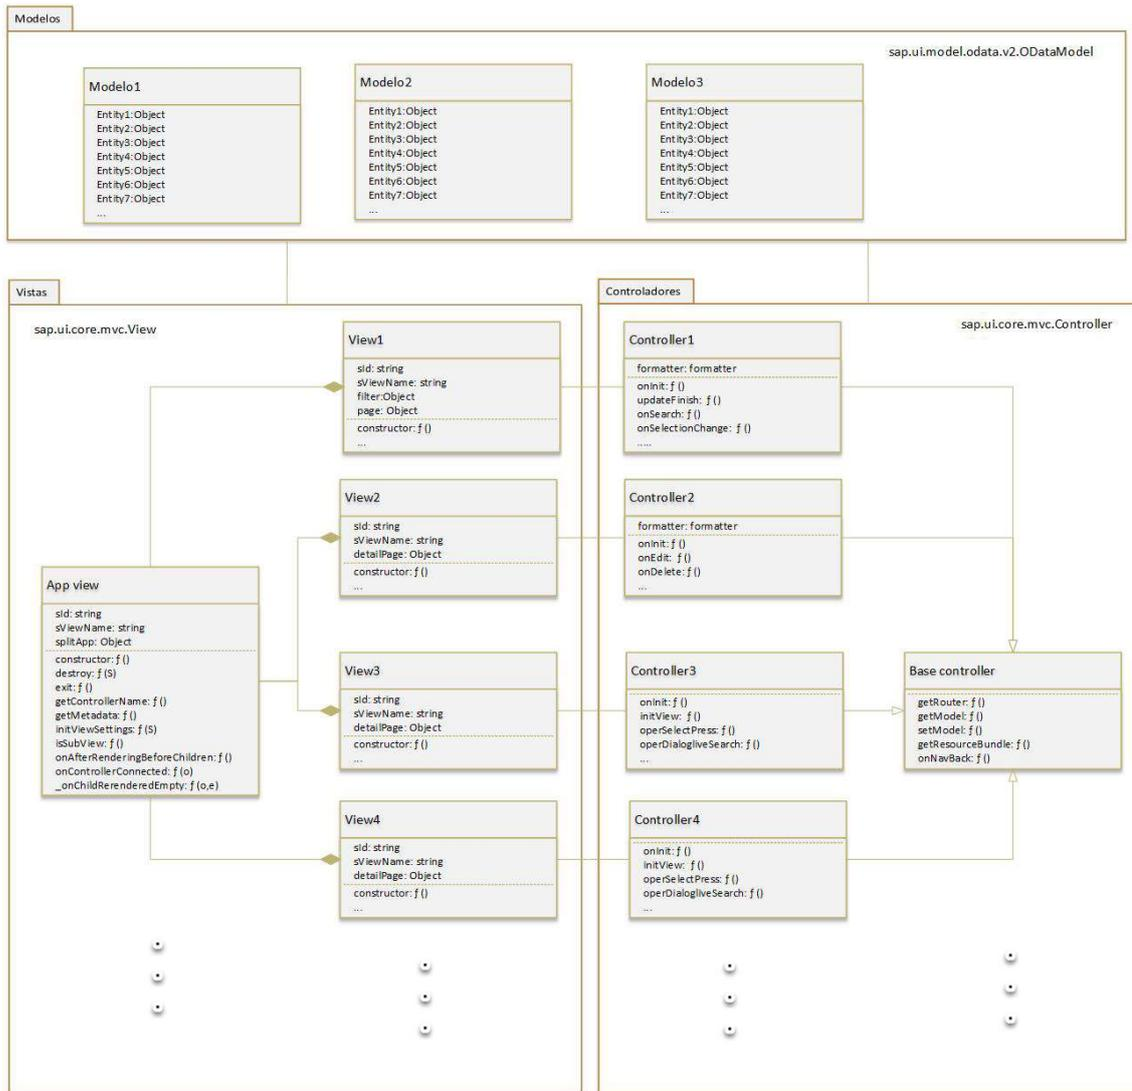 Modelos
sap.ui.model.odata.v2.ODataModel
Modelo1
Entity1:Object
Entity2:Object
Entity3:Object
Entity4:Object
Entity5:Object
Entity6:Object
Entity7:Object
...
Modelo2
Entity1:Object
Entity2:Object
Entity3:Object
Entity4:Object
Entity5:Object
Entity6:Object
Entity7:Object
...
Modelo3
Entity1:Object
Entity2:Object
Entity3:Object
Entity4:Object
Entity5:Object
Entity6:Object
Entity7:Object
...
Vistas
sap.ui.core.mvc.View
App view
sId: string
sViewName: string
splitApp: Object
constructor: ƒ()
destroy: ƒ(S)
exit: ƒ()
getControllerName: ƒ()
getMetadata: ƒ()
initViewSettings: ƒ(S)
isSubView: ƒ()
onAfterRenderingBeforeChildren: ƒ()
onControllerConnected: ƒ(o)
_onChildRerenderedEmpty: ƒ(o,e)
View1
sId: string
sViewName: string
filter:Object
page: Object
constructor: ƒ()
...
View2
sId: string
sViewName: string
detailPage: Object
constructor: ƒ()
...
View3
sId: string
sViewName: string
detailPage: Object
constructor: ƒ()
...
View4
sId: string
sViewName: string
detailPage: Object
constructor: ƒ()
...
Controladores
sap.ui.core.mvc.Controller
Controller1
formatter: formatter
onInit: ƒ()
updateFinish: ƒ()
onSearch: ƒ()
onSelectionChange: ƒ()
.....
Controller2
formatter: formatter
onInit: ƒ()
onEdit: ƒ()
onDelete: ƒ()
...
Controller3
onInit: ƒ()
initView: ƒ()
operSelectPress: ƒ()
operDialogliveSearch: ƒ()
...
Controller4
onInit: ƒ()
initView: ƒ()
operSelectPress: ƒ()
operDialogliveSearch: ƒ()
...
Base controller
getRouter: ƒ()
getModel: ƒ()
setModel: ƒ()
getResourceBundle: ƒ()
onNavBack: ƒ()